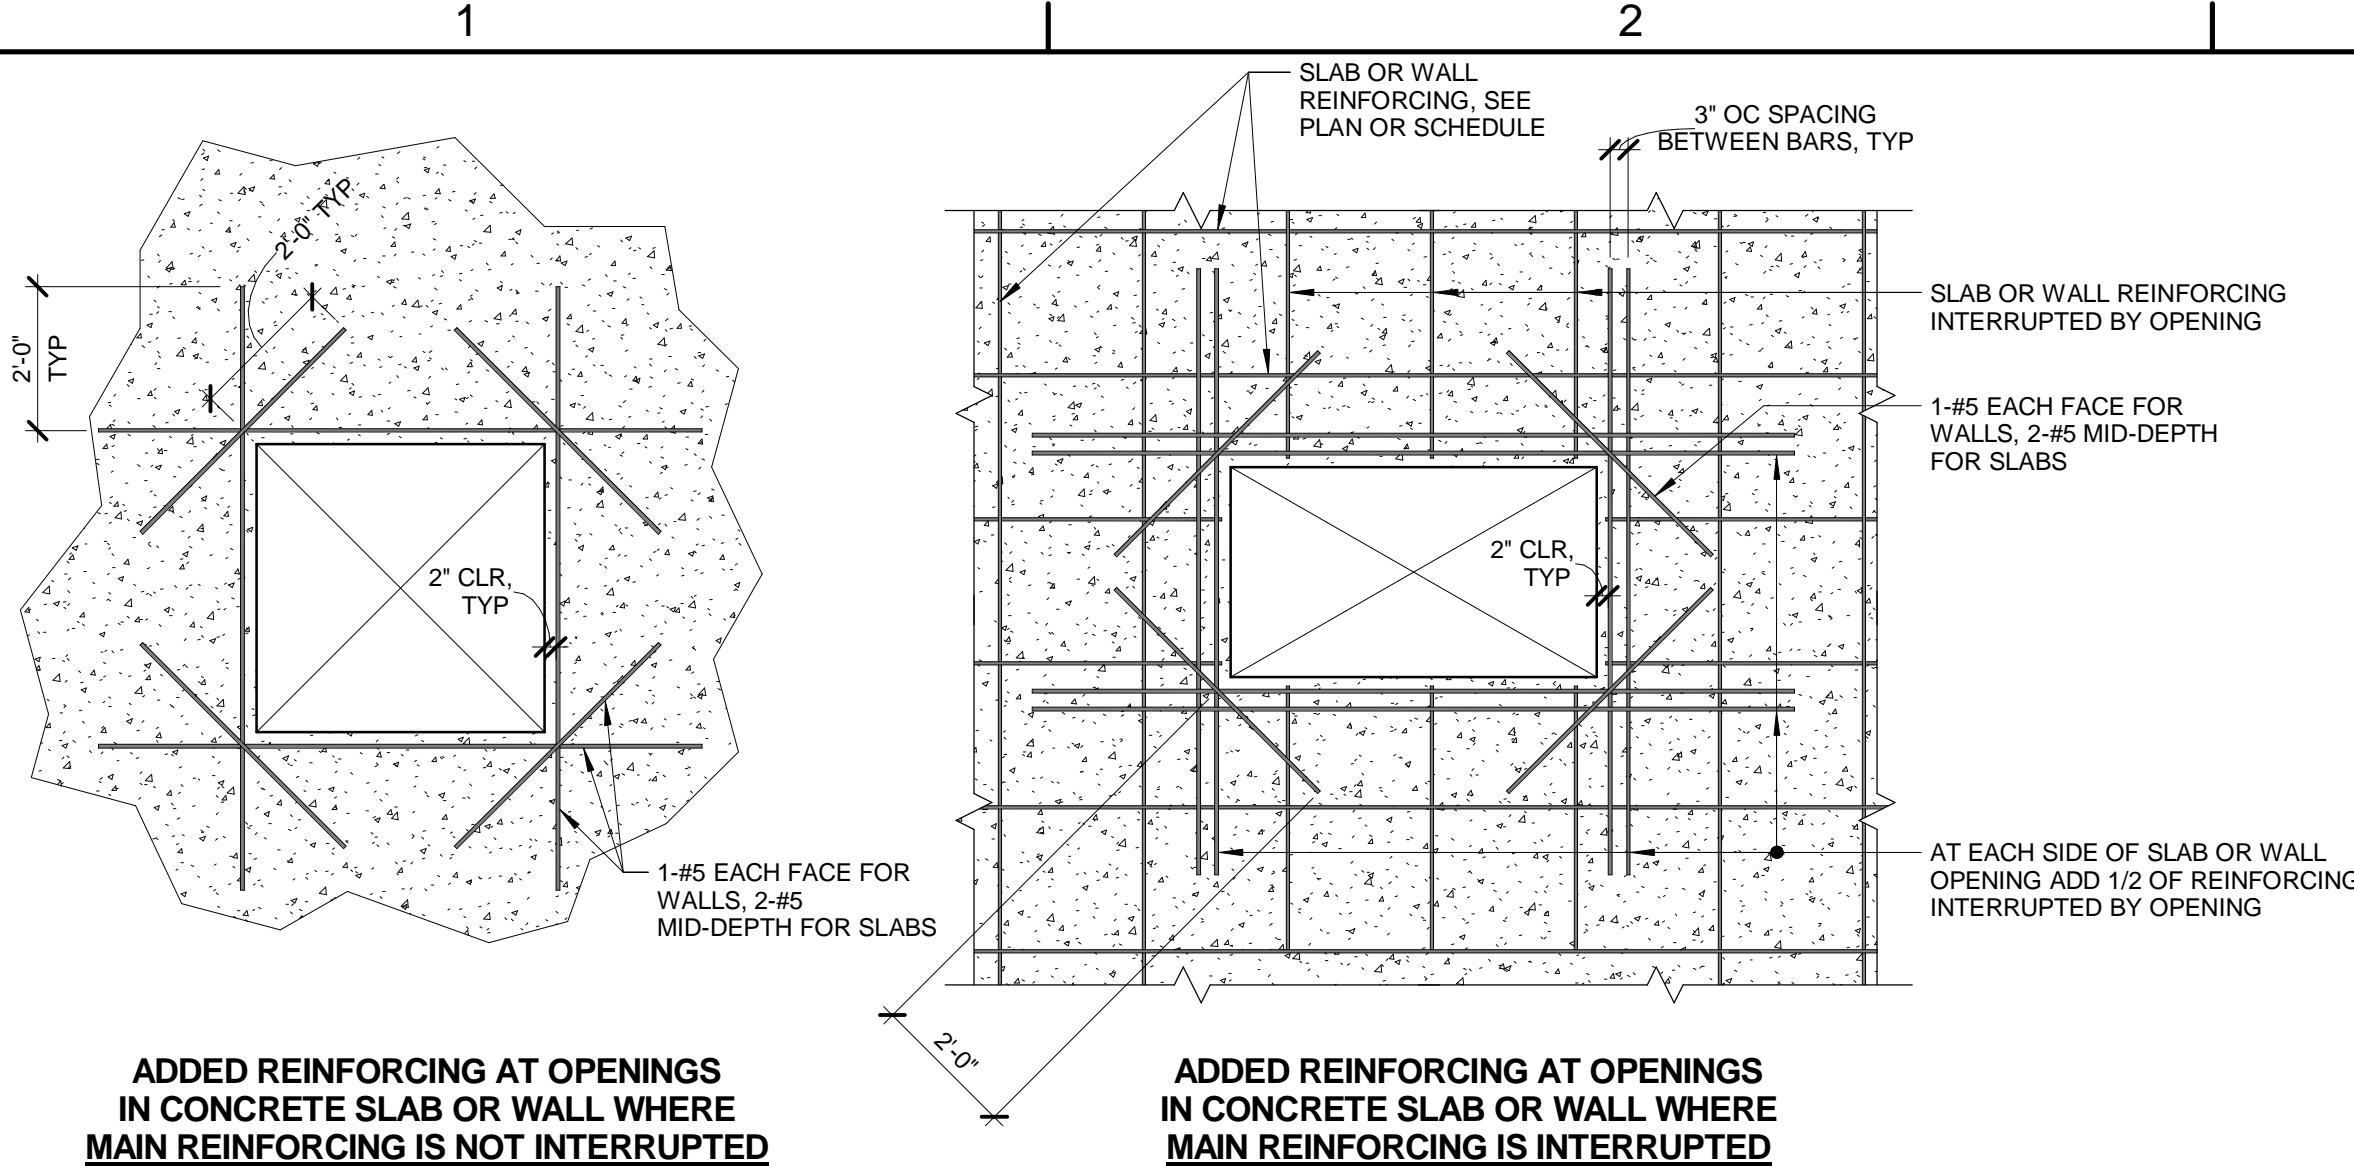 1
2
SLAB OR WALL
REINFORCING, SEE
PLAN OR SCHEDULE
3" OC SPACING
BETWEEN BARS, TYP
2'-0" TYP
2'-0"
TYP
2" CLR,
TYP
1-#5 EACH FACE FOR
WALLS, 2-#5
MID-DEPTH FOR SLABS
SLAB OR WALL REINFORCING
INTERRUPTED BY OPENING
1-#5 EACH FACE FOR
WALLS, 2-#5 MID-DEPTH
FOR SLABS
2" CLR,
TYP
AT EACH SIDE OF SLAB OR WALL
OPENING ADD 1/2 OF REINFORCING
INTERRUPTED BY OPENING
2'-0"
ADDED REINFORCING AT OPENINGS
IN CONCRETE SLAB OR WALL WHERE
MAIN REINFORCING IS NOT INTERRUPTED
ADDED REINFORCING AT OPENINGS
IN CONCRETE SLAB OR WALL WHERE
MAIN REINFORCING IS INTERRUPTED